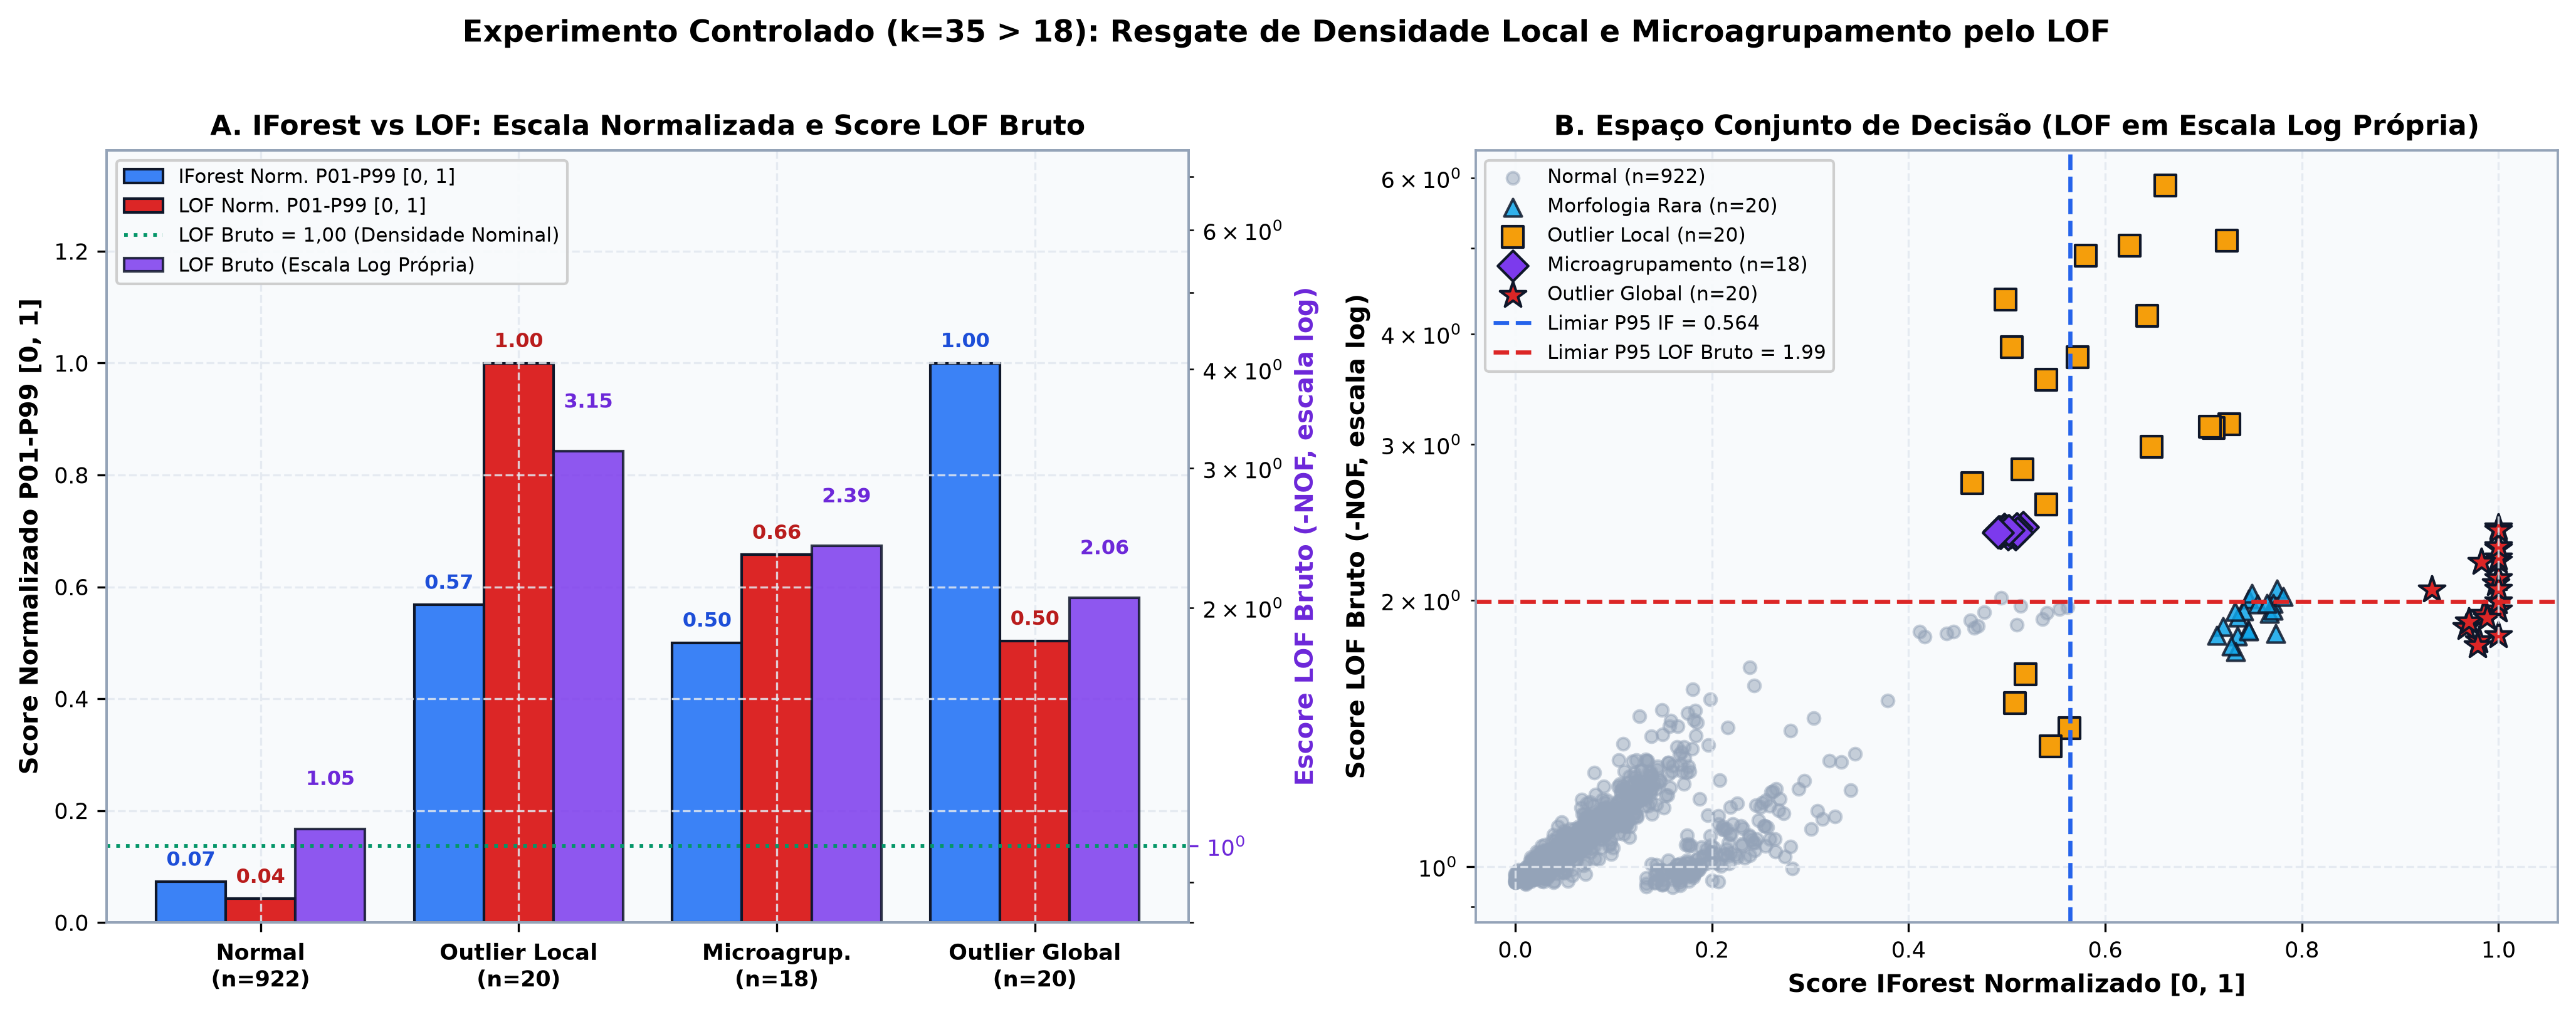 Experimento Controlado (k=35 > 18): Resgate de Densidade Local e Microagrupamento pelo LOF
A. IForest vs LOF: Escala Normalizada e Score LOF Bruto
IForest Norm. P01-P99 [0, 1]
LOF Norm. P01-P99 [0, 1]
LOF Bruto = 1,00 (Densidade Nominal)
LOF Bruto (Escala Log Própria)
Score Normalizado P01-P99 [0, 1]
1.2
1.0
0.8
0.6
0.4
0.2
0.0
0.07
0.04
1.05
0.57
1.00
3.15
0.50
0.66
2.39
1.00
0.50
2.06
Normal
(n=922)
Outlier Local
(n=20)
Microagrup.
(n=18)
Outlier Global
(n=20)
6 × 10⁰
4 × 10⁰
3 × 10⁰
2 × 10⁰
10⁰
Escore LOF Bruto (-NOF, escala log)
B. Espaço Conjunto de Decisão (LOF em Escala Log Própria)
Normal (n=922)
Morfologia Rara (n=20)
Outlier Local (n=20)
Microagrupamento (n=18)
Outlier Global (n=20)
Limiar P95 IF = 0.564
Limiar P95 LOF Bruto = 1.99
Score LOF Bruto (-NOF, escala log)
6 × 10⁰
4 × 10⁰
3 × 10⁰
2 × 10⁰
10⁰
0.0
0.2
0.4
0.6
0.8
1.0
Score IForest Normalizado [0, 1]